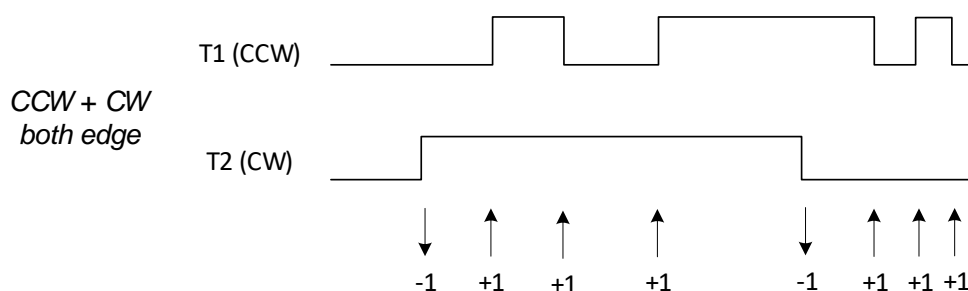 T1 (CCW)
CCW + CW
both edge
T2 (CW)
-1 +1 +1 +1 -1 +1 +1 +1